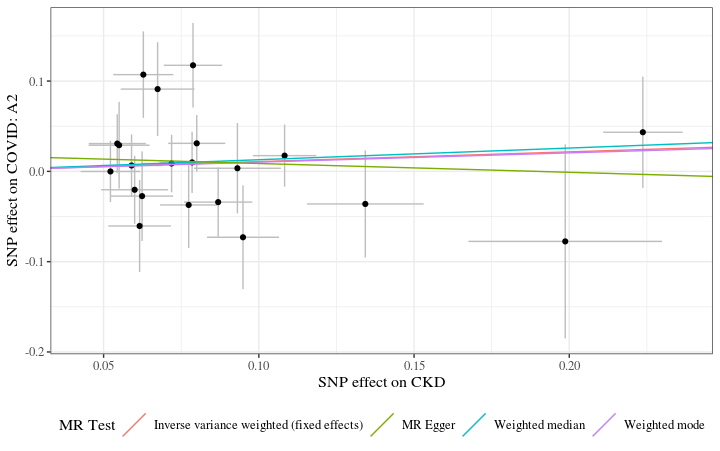 SNP effect on COVID: A2
0.1
0.0
-0.1
-0.2
0.05
0.10
0.15
0.20
SNP effect on CKD
MR Test
Inverse variance weighted (fixed effects)
MR Egger
Weighted median
Weighted mode